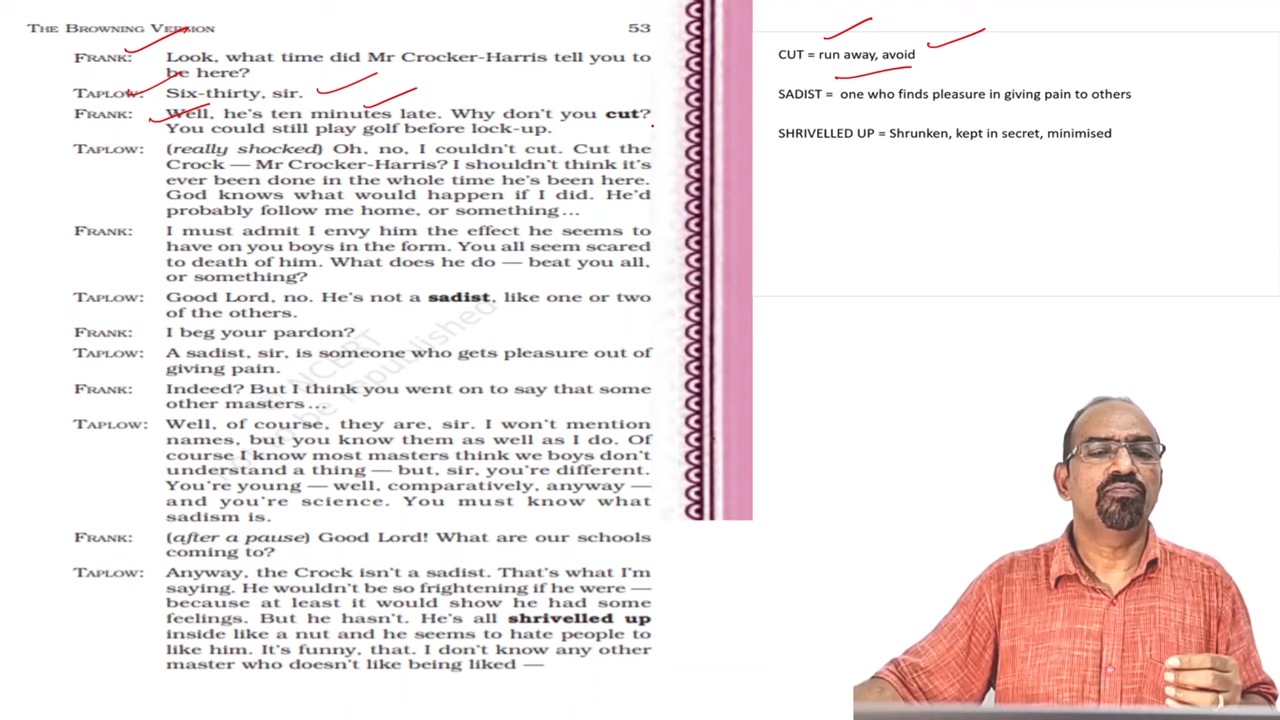 THE BROWNING VERSION 53
FRANK: Look, what time did Mr Crocker-Harris tell you to
be here?
TAPLOW: Six-thirty, sir.
FRANK: Well, he's ten minutes late. Why don't you cut?
You could still play golf before lock-up.
TAPLOW: (really shocked) Oh, no, I couldn't cut. Cut the
Crock — Mr Crocker-Harris? I shouldn't think it's
ever been done in the whole time he's been here.
God knows what would happen if I did. He'd
probably follow me home, or something ...
FRANK: I must admit I envy him the effect he seems to
have on you boys in the form. You all seem scared
to death of him. What does he do — beat you all,
or something?
TAPLOW: Good Lord, no. He's not a sadist, like one or two
of the others.
FRANK: I beg your pardon?
TAPLOW: A sadist, sir, is someone who gets pleasure out of
giving pain.
FRANK: Indeed? But I think you went on to say that some
other masters ...
TAPLOW: Well, of course, they are, sir. I won't mention
names, but you know them as well as I do. Of
course I know most masters think we boys don't
understand a thing — but, sir, you're different.
You're young — well, comparatively, anyway —
and you're science. You must know what
sadism is.
FRANK: (after a pause) Good Lord! What are our schools
coming to?
TAPLOW: Anyway, the Crock isn't a sadist. That's what I'm
saying. He wouldn't be so frightening if he were —
because at least it would show he had some
feelings. But he hasn't. He's all shrivelled up
inside like a nut and he seems to hate people to
like him. It's funny, that. I don't know any other
master who doesn't like being liked —
CUT = run away, avoid
SADIST = one who finds pleasure in giving pain to others
SHRIVELLED UP = Shrunken, kept in secret, minimised